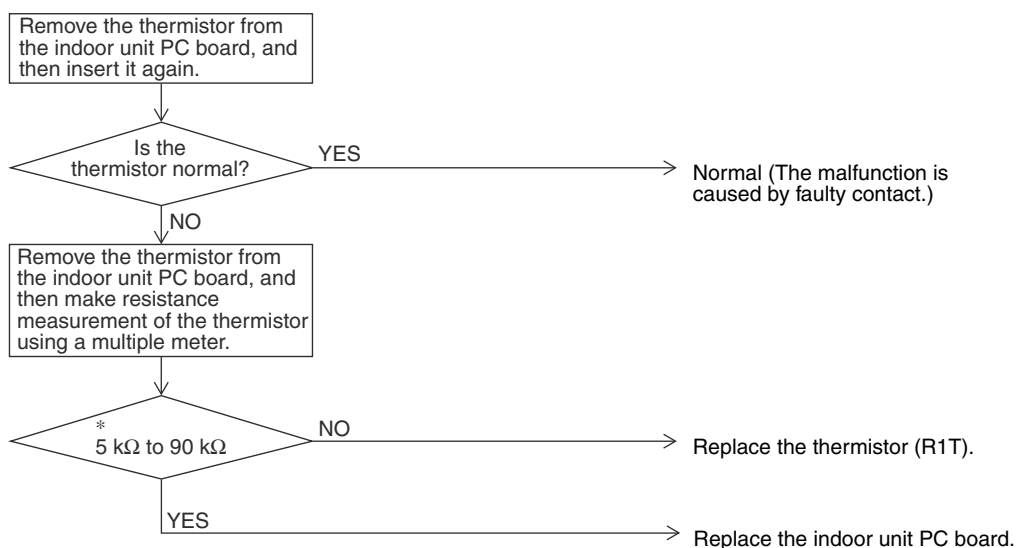 Remove the thermistor from
the indoor unit PC board, and
then insert it again.
Is the
thermistor normal?
YES
Normal (The malfunction is
caused by faulty contact.)
NO
Remove the thermistor from
the indoor unit PC board, and
then make resistance
measurement of the thermistor
using a multiple meter.
*
5 kΩ to 90 kΩ
NO
Replace the thermistor (R1T).
YES
Replace the indoor unit PC board.